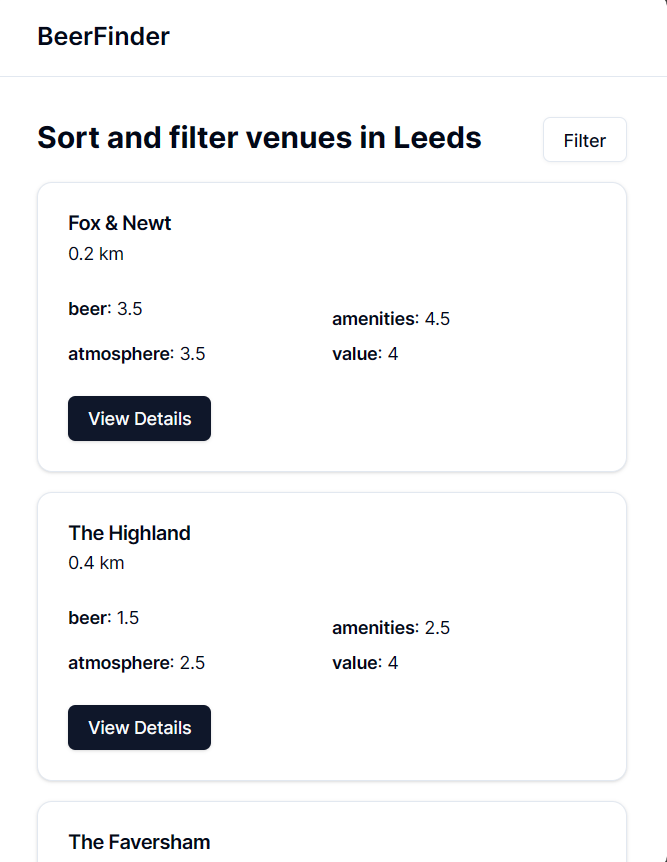 BeerFinder
Sort and filter venues in Leeds
Filter
Fox & Newt
0.2 km
beer: 3.5
amenities: 4.5
atmosphere: 3.5
value: 4
View Details
The Highland
0.4 km
beer: 1.5
amenities: 2.5
atmosphere: 2.5
value: 4
View Details
The Faversham